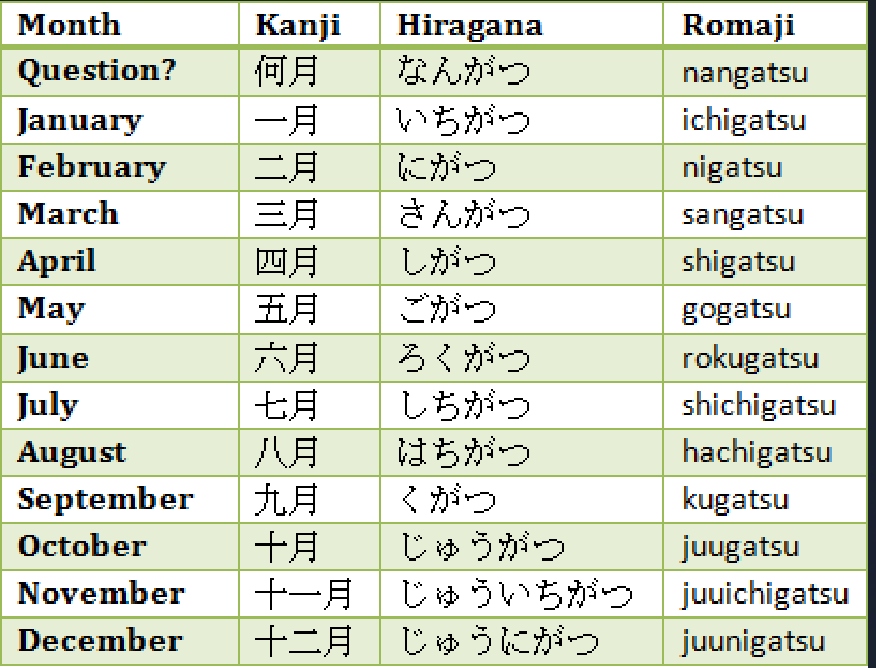 Month Kanji Hiragana Romaji
Question? 何月 なんがつ nangatsu
January 一月 いちがつ ichigatsu
February 二月 にがつ nigatsu
March 三月 さんがつ sangatsu
April 四月 しがつ shigatsu
May 五月 ごがつ gogatsu
June 六月 ろくがつ rokugatsu
July 七月 しちがつ shichigatsu
August 八月 はちがつ hachigatsu
September 九月 くがつ kugatsu
October 十月 じゅうがつ juugatsu
November 十一月 じゅういちがつ juuichigatsu
December 十二月 じゅうにがつ juunigatsu